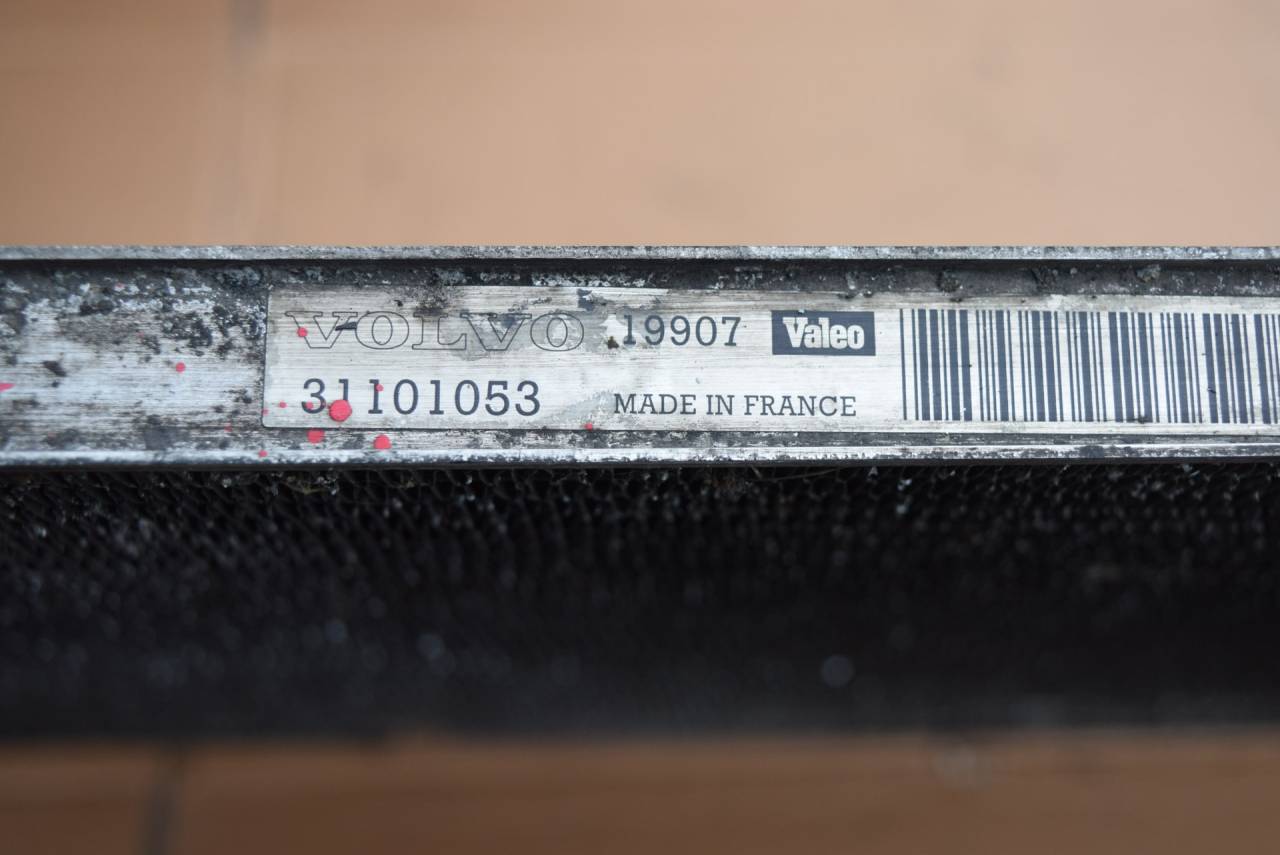 VOLVO 19907 Valeo
31101053 MADE IN FRANCE